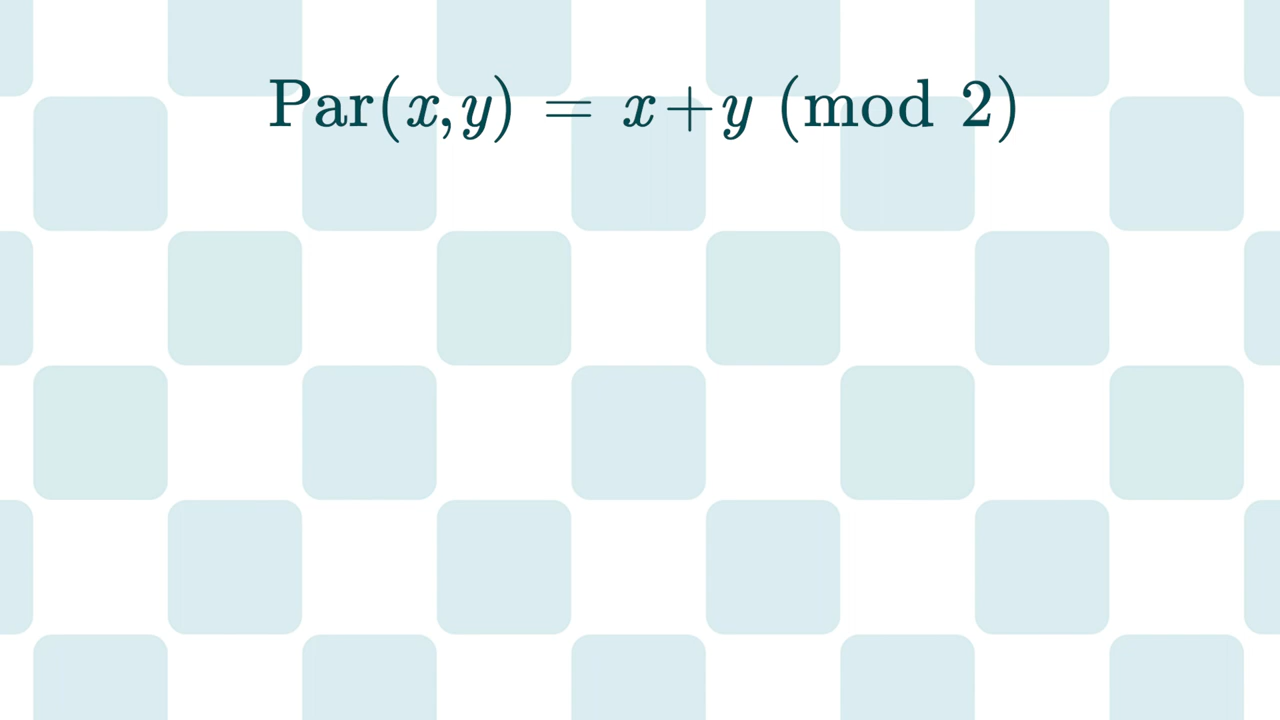 Par(x,y) = x+y (mod 2)